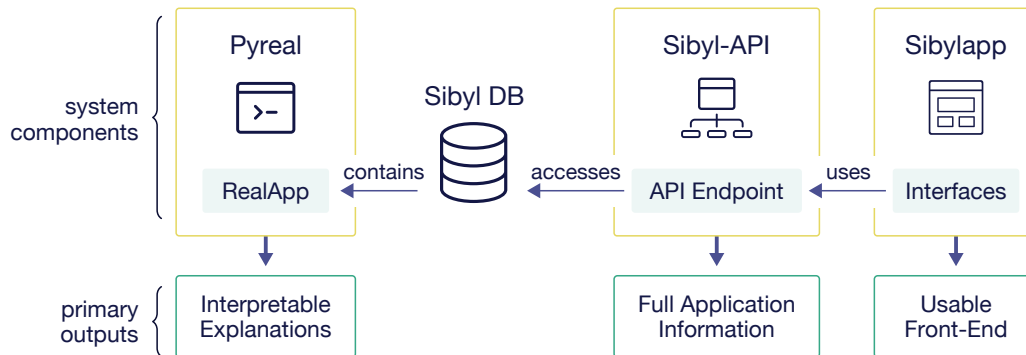 Pyreal
Sibyl-API
Sibylapp
system
components
Sibyl DB
contains
accesses
uses
RealApp
API Endpoint
Interfaces
primary
outputs
Interpretable
Explanations
Full Application
Information
Usable
Front-End